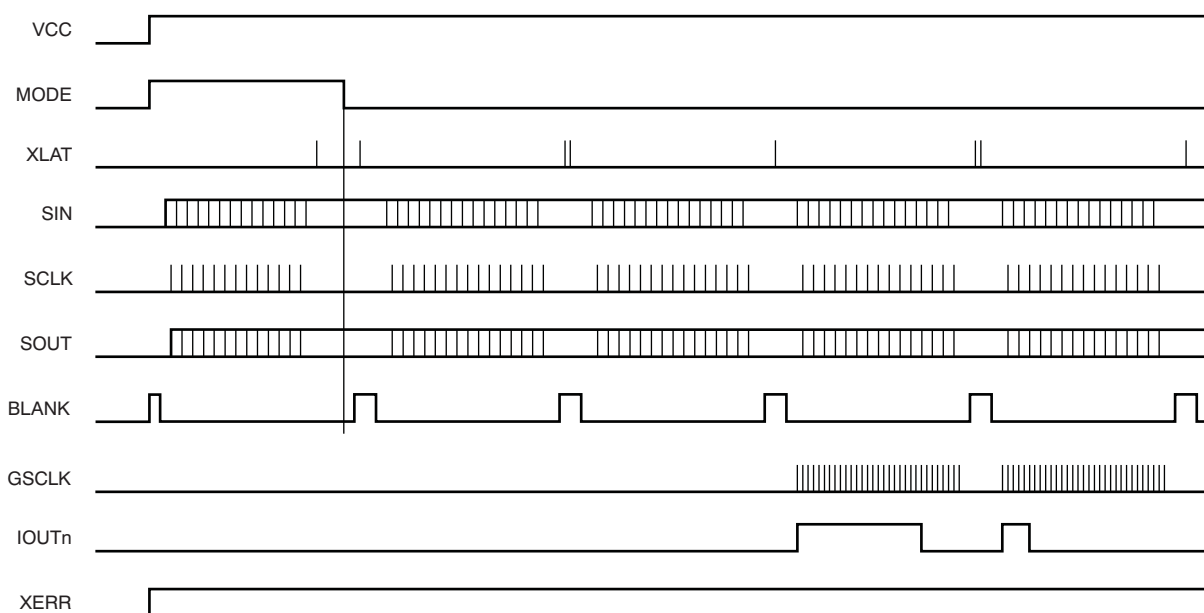 VCC
MODE
XLAT
SIN
SCLK
SOUT
BLANK
GSCLK
IOUTn
XERR